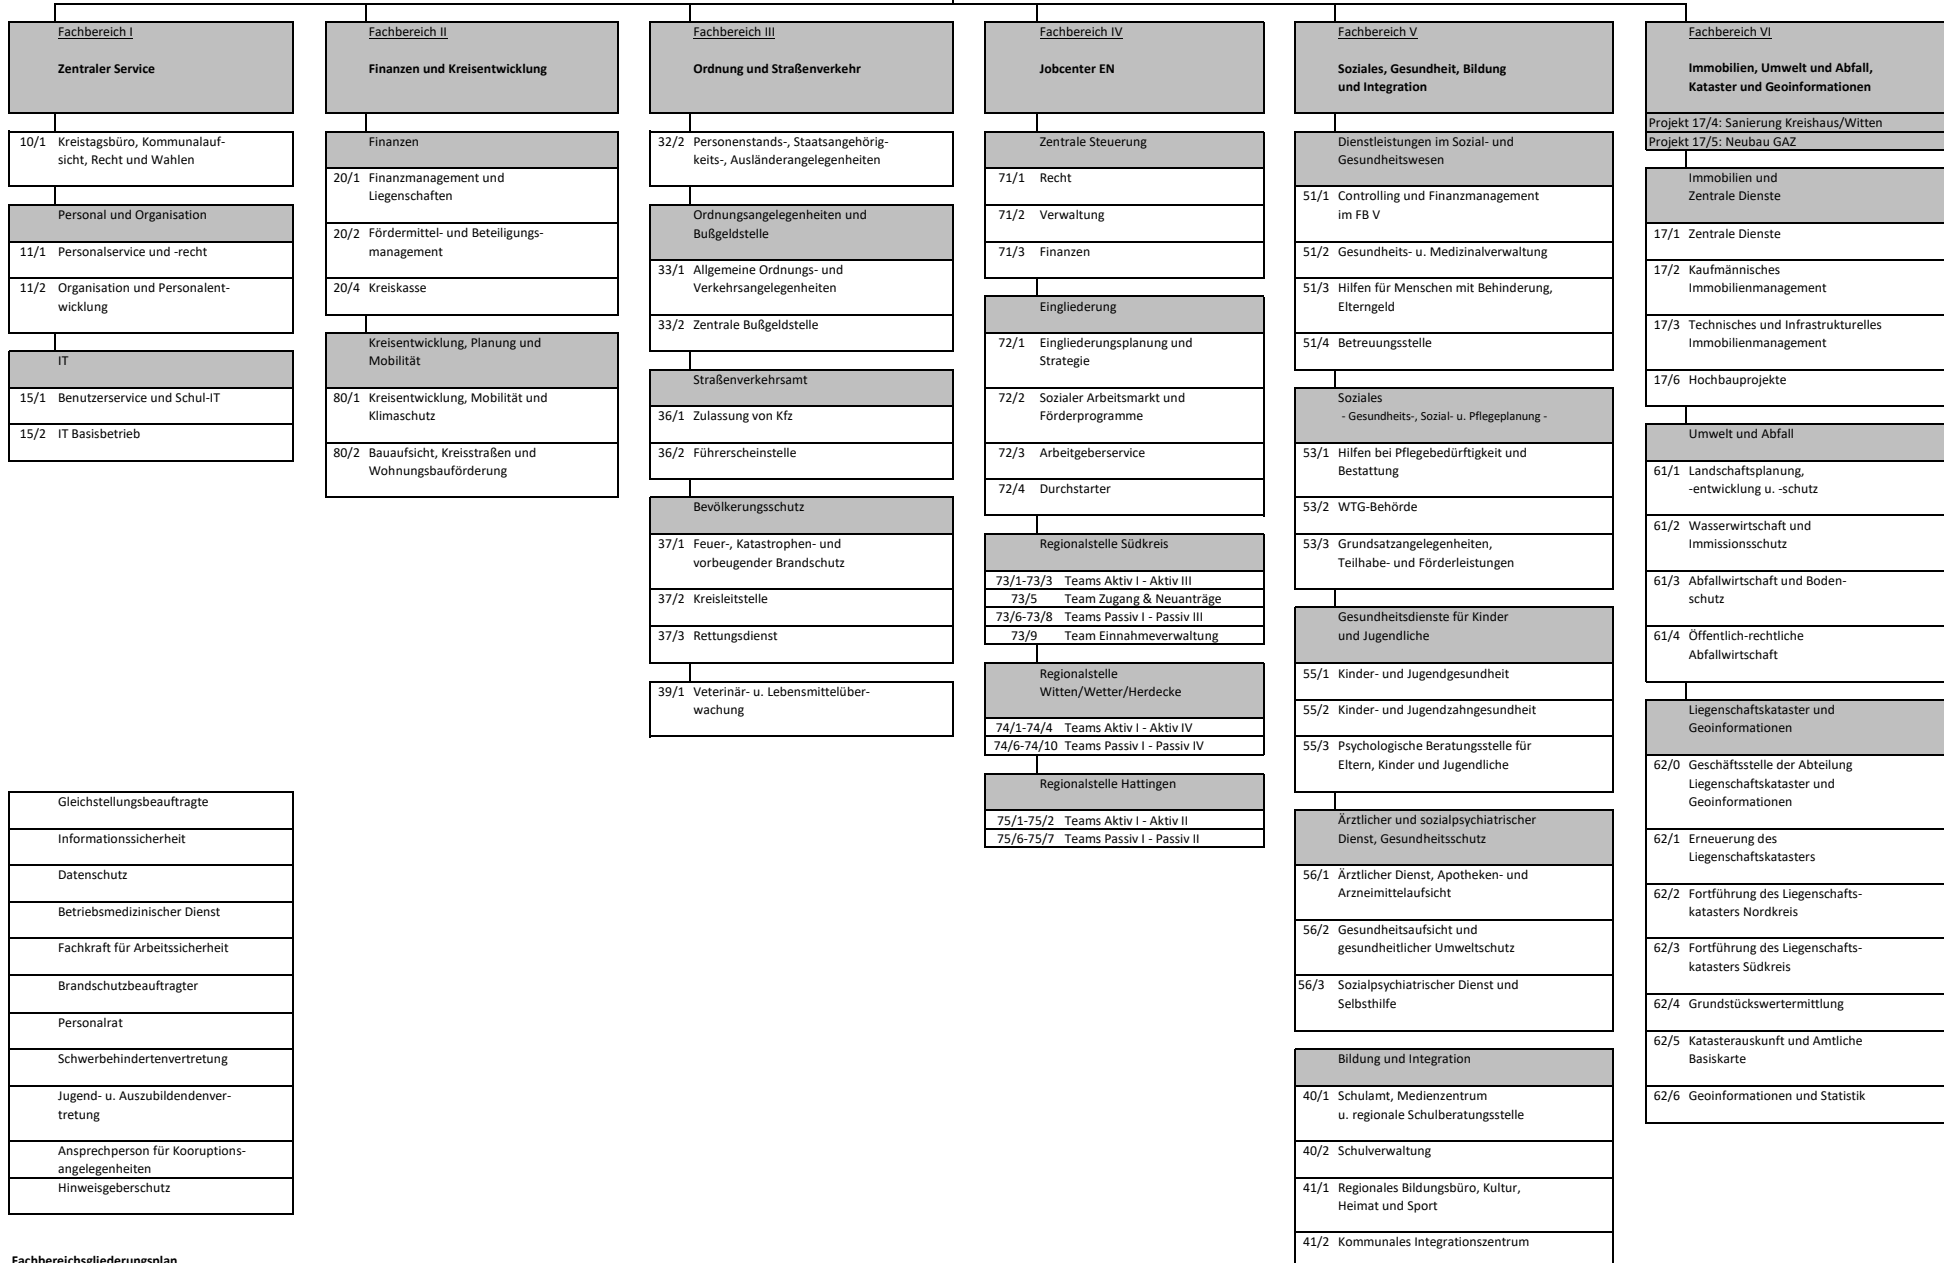 Fachbereich I
Zentraler Service
10/1 Kreistagsbüro, Kommunalauf-
sicht, Recht und Wahlen
Personal und Organisation
11/1 Personalservice und -recht
11/2 Organisation und Personalent-
wicklung
IT
15/1 Benutzerservice und Schul-IT
15/2 IT Basisbetrieb
Gleichstellungsbeauftragte
Informationssicherheit
Datenschutz
Betriebsmedizinischer Dienst
Fachkraft für Arbeitssicherheit
Brandschutzbeauftragter
Personalrat
Schwerbehindertenvertretung
Jugend- u. Auszubildendenver-
tretung
Ansprechperson für Kooruptions-
angelegenheiten
Hinweisgeberschutz
Fachbereichsgliederungsplan
Fachbereich II
Finanzen und Kreisentwicklung
Finanzen
20/1 Finanzmanagement und
Liegenschaften
20/2 Fördermittel- und Beteiligungs-
management
20/4 Kreiskasse
Kreisentwicklung, Planung und
Mobilität
80/1 Kreisentwicklung, Mobilität und
Klimaschutz
80/2 Bauaufsicht, Kreisstraßen und
Wohnungsbauförderung
Fachbereich III
Ordnung und Straßenverkehr
32/2 Personenstands-, Staatsangehörig-
keits-, Ausländerangelegenheiten
Ordnungsangelegenheiten und
Bußgeldstelle
33/1 Allgemeine Ordnungs- und
Verkehrsangelegenheiten
33/2 Zentrale Bußgeldstelle
Straßenverkehrsamt
36/1 Zulassung von Kfz
36/2 Führerscheinstelle
Bevölkerungsschutz
37/1 Feuer-, Katastrophen- und
vorbeugender Brandschutz
37/2 Kreisleitstelle
37/3 Rettungsdienst
39/1 Veterinär- u. Lebensmittelüber-
wachung
Fachbereich IV
Jobcenter EN
Zentrale Steuerung
71/1 Recht
71/2 Verwaltung
71/3 Finanzen
Eingliederung
72/1 Eingliederungsplanung und
Strategie
72/2 Sozialer Arbeitsmarkt und
Förderprogramme
72/3 Arbeitgeberservice
72/4 Durchstarter
Regionalstelle Südkreis
73/1-73/3 Teams Aktiv I - Aktiv III
73/5 Team Zugang & Neuanträge
73/6-73/8 Teams Passiv I - Passiv III
73/9 Team Einnahmeverwaltung
Regionalstelle
Witten/Wetter/Herdecke
74/1-74/4 Teams Aktiv I - Aktiv IV
74/6-74/10 Teams Passiv I - Passiv IV
Regionalstelle Hattingen
75/1-75/2 Teams Aktiv I - Aktiv II
75/6-75/7 Teams Passiv I - Passiv II
Fachbereich V
Soziales, Gesundheit, Bildung
und Integration
Dienstleistungen im Sozial- und
Gesundheitswesen
51/1 Controlling und Finanzmanagement
im FB V
51/2 Gesundheits- u. Medizinalverwaltung
51/3 Hilfen für Menschen mit Behinderung,
Elterngeld
51/4 Betreuungsstelle
Soziales
- Gesundheits-, Sozial- u. Pflegeplanung -
53/1 Hilfen bei Pflegebedürftigkeit und
Bestattung
53/2 WTG-Behörde
53/3 Grundsatzangelegenheiten,
Teilhabe- und Förderleistungen
Gesundheitsdienste für Kinder
und Jugendliche
55/1 Kinder- und Jugendgesundheit
55/2 Kinder- und Jugendzahngesundheit
55/3 Psychologische Beratungsstelle für
Eltern, Kinder und Jugendliche
Ärztlicher und sozialpsychiatrischer
Dienst, Gesundheitsschutz
56/1 Ärztlicher Dienst, Apotheken- und
Arzneimittelaufsicht
56/2 Gesundheitsaufsicht und
gesundheitlicher Umweltschutz
56/3 Sozialpsychiatrischer Dienst und
Selbsthilfe
Bildung und Integration
40/1 Schulamt, Medienzentrum
u. regionale Schulberatungsstelle
40/2 Schulverwaltung
41/1 Regionales Bildungsbüro, Kultur,
Heimat und Sport
41/2 Kommunales Integrationszentrum
Fachbereich VI
Immobilien, Umwelt und Abfall,
Kataster und Geoinformationen
Projekt 17/4: Sanierung Kreishaus/Witten
Projekt 17/5: Neubau GAZ
Immobilien und
Zentrale Dienste
17/1 Zentrale Dienste
17/2 Kaufmännisches
Immobilienmanagement
17/3 Technisches und Infrastrukturelles
Immobilienmanagement
17/6 Hochbauprojekte
Umwelt und Abfall
61/1 Landschaftsplanung,
-entwicklung u. -schutz
61/2 Wasserwirtschaft und
Immissionsschutz
61/3 Abfallwirtschaft und Boden-
schutz
61/4 Öffentlich-rechtliche
Abfallwirtschaft
Liegenschaftskataster und
Geoinformationen
62/0 Geschäftsstelle der Abteilung
Liegenschaftskataster und
Geoinformationen
62/1 Erneuerung des
Liegenschaftskatasters
62/2 Fortführung des Liegenschafts-
katasters Nordkreis
62/3 Fortführung des Liegenschafts-
katasters Südkreis
62/4 Grundstückswertermittlung
62/5 Katasterauskunft und Amtliche
Basiskarte
62/6 Geoinformationen und Statistik